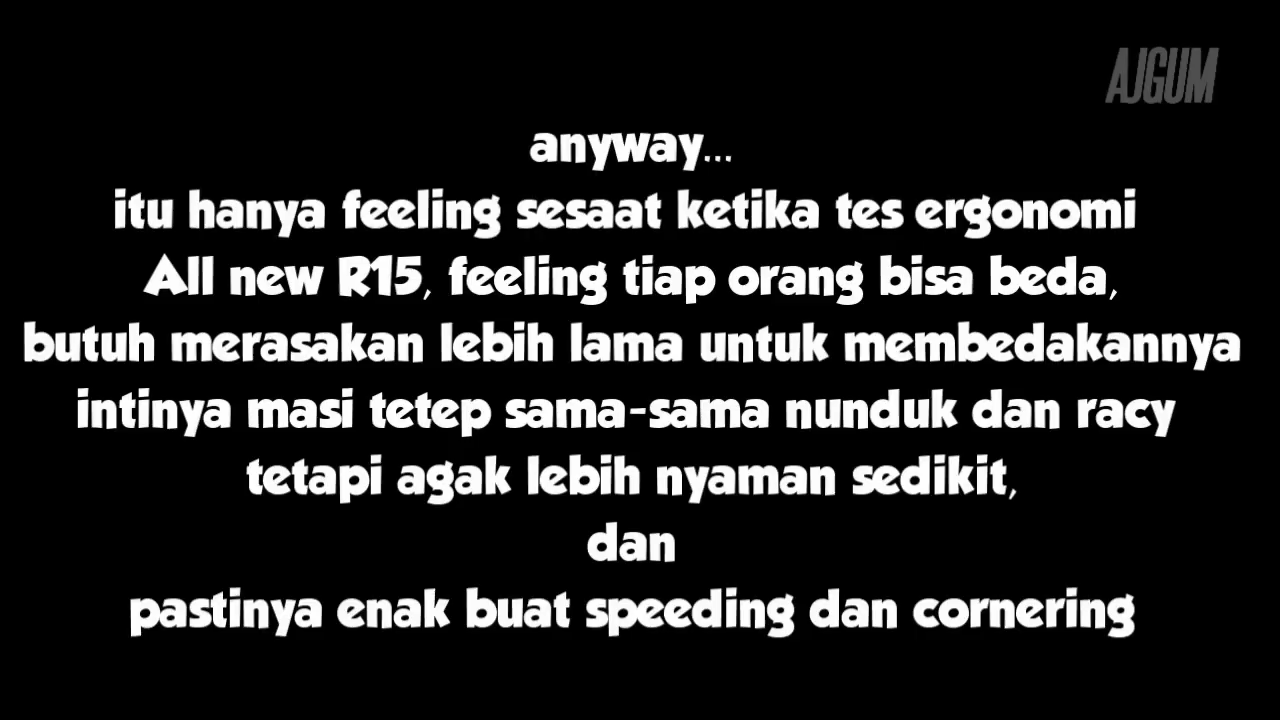 AJGUM
anyway...
itu hanya feeling sesaat ketika tes ergonomi
All new R15, feeling tiap orang bisa beda,
butuh merasakan lebih lama untuk membedakannya
intinya masi tetep sama-sama nunduk dan racy
tetapi agak lebih nyaman sedikit,
dan
pastinya enak buat speeding dan cornering